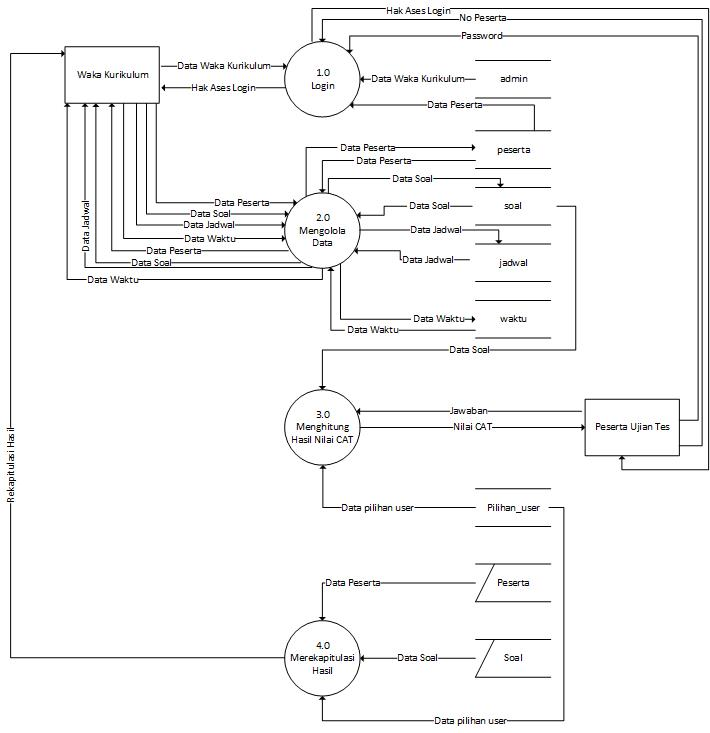 Hak Ases Login
No Peserta
Password
Waka Kurikulum
Data Waka Kurikulum
Hak Ases Login
1.0
Login
Data Waka Kurikulum
admin
Data Peserta
peserta
Data Peserta
Data Peserta
Data Soal
Data Soal
soal
Data Jadwal
Data Jadwal
jadwal
Data Waktu
waktu
Data Waktu
2.0
Mengolola
Data
Data Peserta
Data Soal
Data Jadwal
Data Waktu
Data Peserta
Data Soal
Data Jadwal
Data Waktu
Data Soal
3.0
Menghitung
Hasil Nilai CAT
Jawaban
Nilai CAT
Peserta Ujian Tes
Rekapitulasi Hasil
Data pilihan user
Pilihan_user
Data Peserta
Peserta
4.0
Merekapitulasi
Hasil
Data Soal
Soal
Data pilihan user